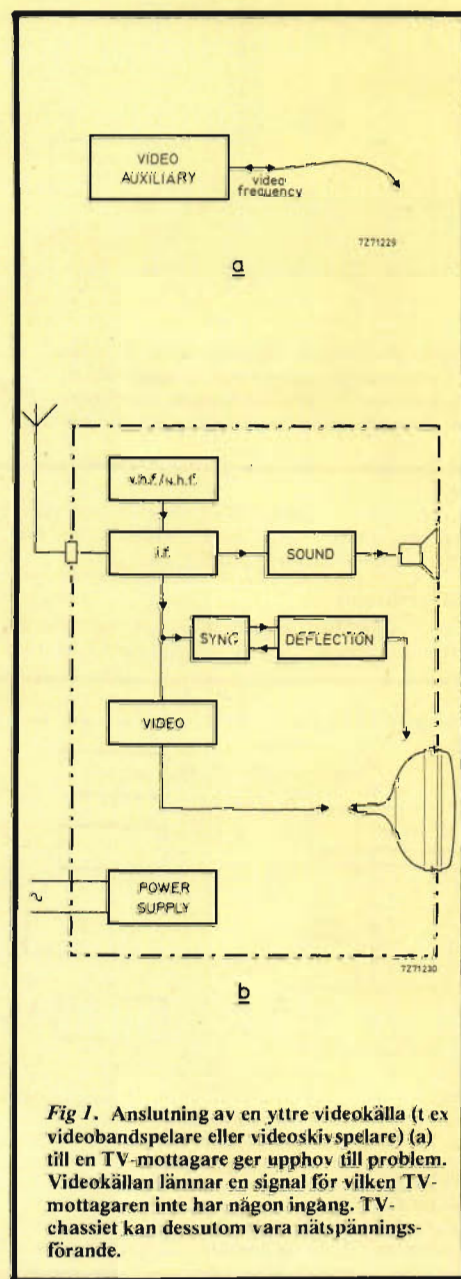 VIDEO
AUXILIARY
video
frequency
7Z71229
a
v.h.f./u.h.f.
i.f.
SOUND
SYNC
DEFLECTION
VIDEO
POWER
SUPPLY
~
7Z71230
b
Fig 1. Anslutning av en yttre videokälla (t ex
videobandspelare eller videoskivspelare) (a)
till en TV-mottagare ger upphov till problem.
Videokällan lämnar en signal för vilken TV-
mottagaren inte har någon ingång. TV-
chassiet kan dessutom vara nätspännings-
förande.